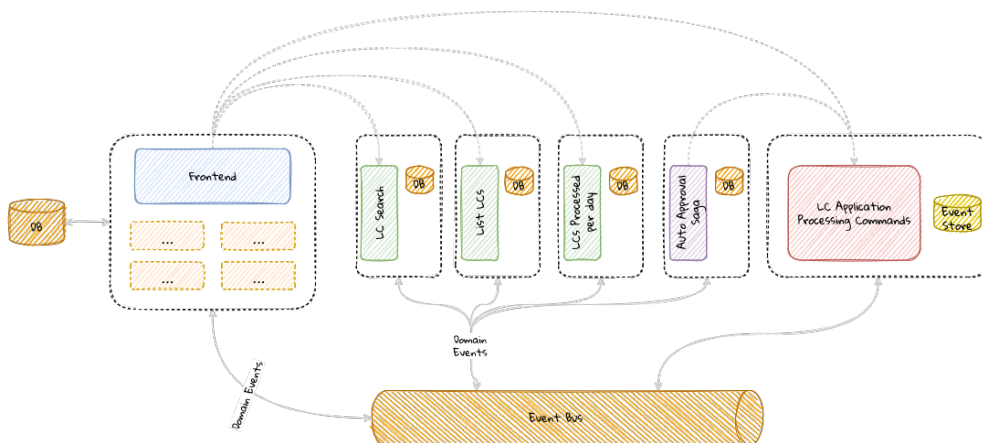 Frontend
...
...
...
...
DB
LC Search
DB
List LCs
DB
LCs Processed
per day
DB
Auto Approval
Saga
DB
LC Application
Processing Commands
Event
Store
Domain
Events
Domain Events
Event Bus